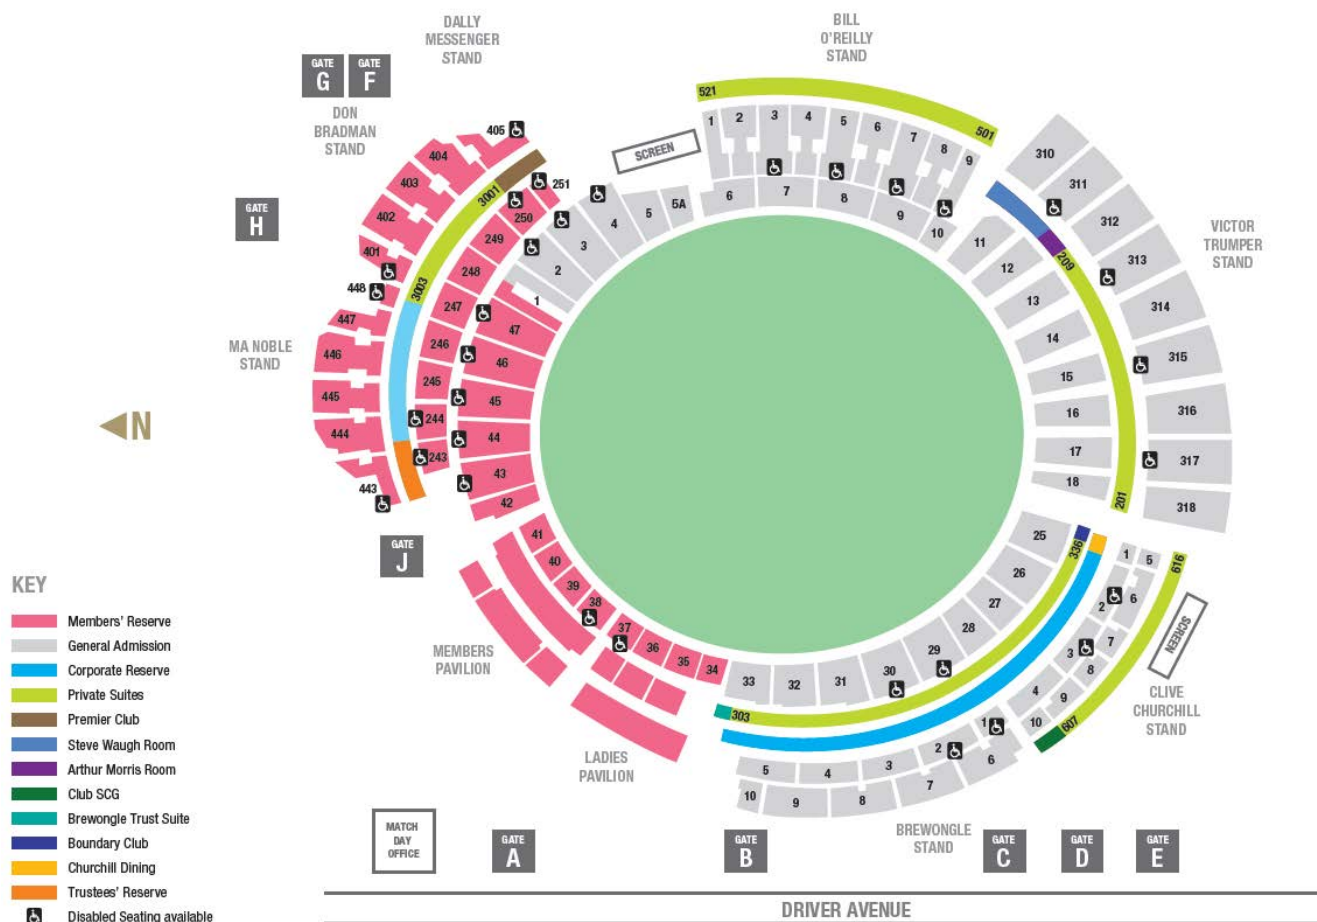 DALLY
MESSENGER
STAND
BILL
O'REILLY
STAND
GATE
G
GATE
F
DON
BRADMAN
STAND
GATE
H
MA NOBLE
STAND
N
VICTOR
TRUMPER
STAND
SCREEN
521
501
1
2
3
4
5
6
7
8
9
6
7
8
9
10
405
404
403
402
401
448
447
446
445
444
443
3001
3003
251
250
249
248
247
246
245
244
243
5A
5
4
3
2
1
47
46
45
44
43
42
41
40
39
38
37
36
35
34
33
32
31
30
29
28
27
26
25
11
12
13
14
15
16
17
18
209
201
310
311
312
313
314
315
316
317
318
336
303
616
607
1
5
2
6
3
7
8
4
9
10
SCREEN
CLIVE
CHURCHILL
STAND
1
2
3
4
5
6
7
8
9
10
BREWONGLE
STAND
GATE
J
MEMBERS
PAVILION
LADIES
PAVILION
MATCH
DAY
OFFICE
GATE
A
GATE
B
GATE
C
GATE
D
GATE
E
DRIVER AVENUE
KEY
Members' Reserve
General Admission
Corporate Reserve
Private Suites
Premier Club
Steve Waugh Room
Arthur Morris Room
Club SCG
Brewongle Trust Suite
Boundary Club
Churchill Dining
Trustees' Reserve
Disabled Seating available